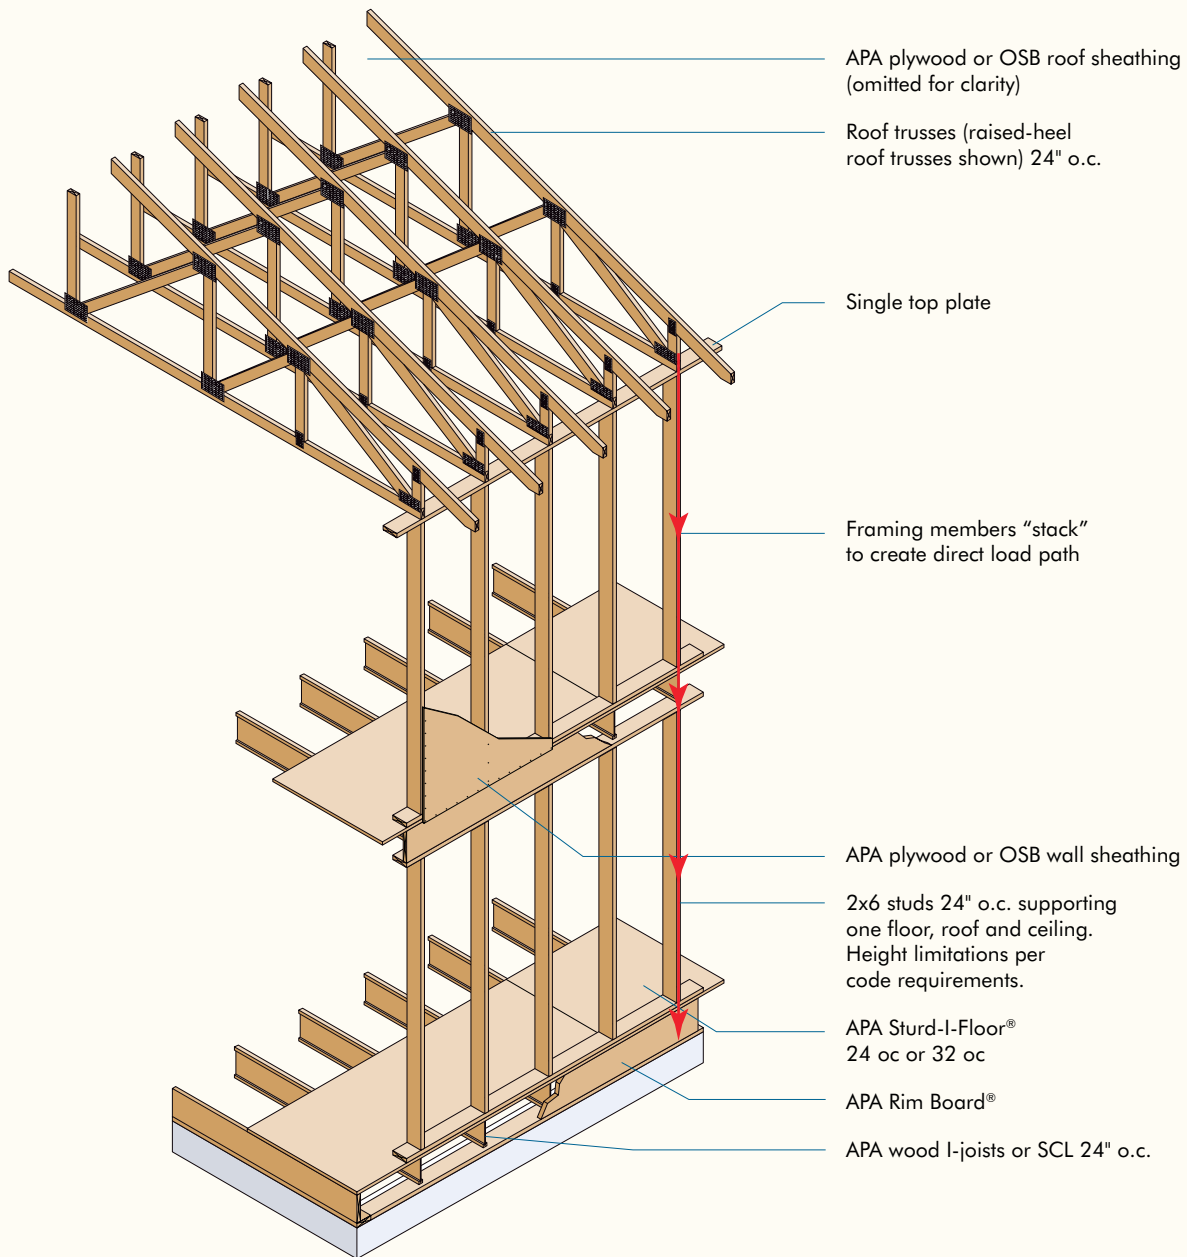 APA plywood or OSB roof sheathing
(omitted for clarity)
Roof trusses (raised-heel
roof trusses shown) 24" o.c.
Single top plate
Framing members “stack”
to create direct load path
APA plywood or OSB wall sheathing
2x6 studs 24" o.c. supporting
one floor, roof and ceiling.
Height limitations per
code requirements.
APA Sturd-I-Floor®
24 oc or 32 oc
APA Rim Board®
APA wood I-joists or SCL 24" o.c.